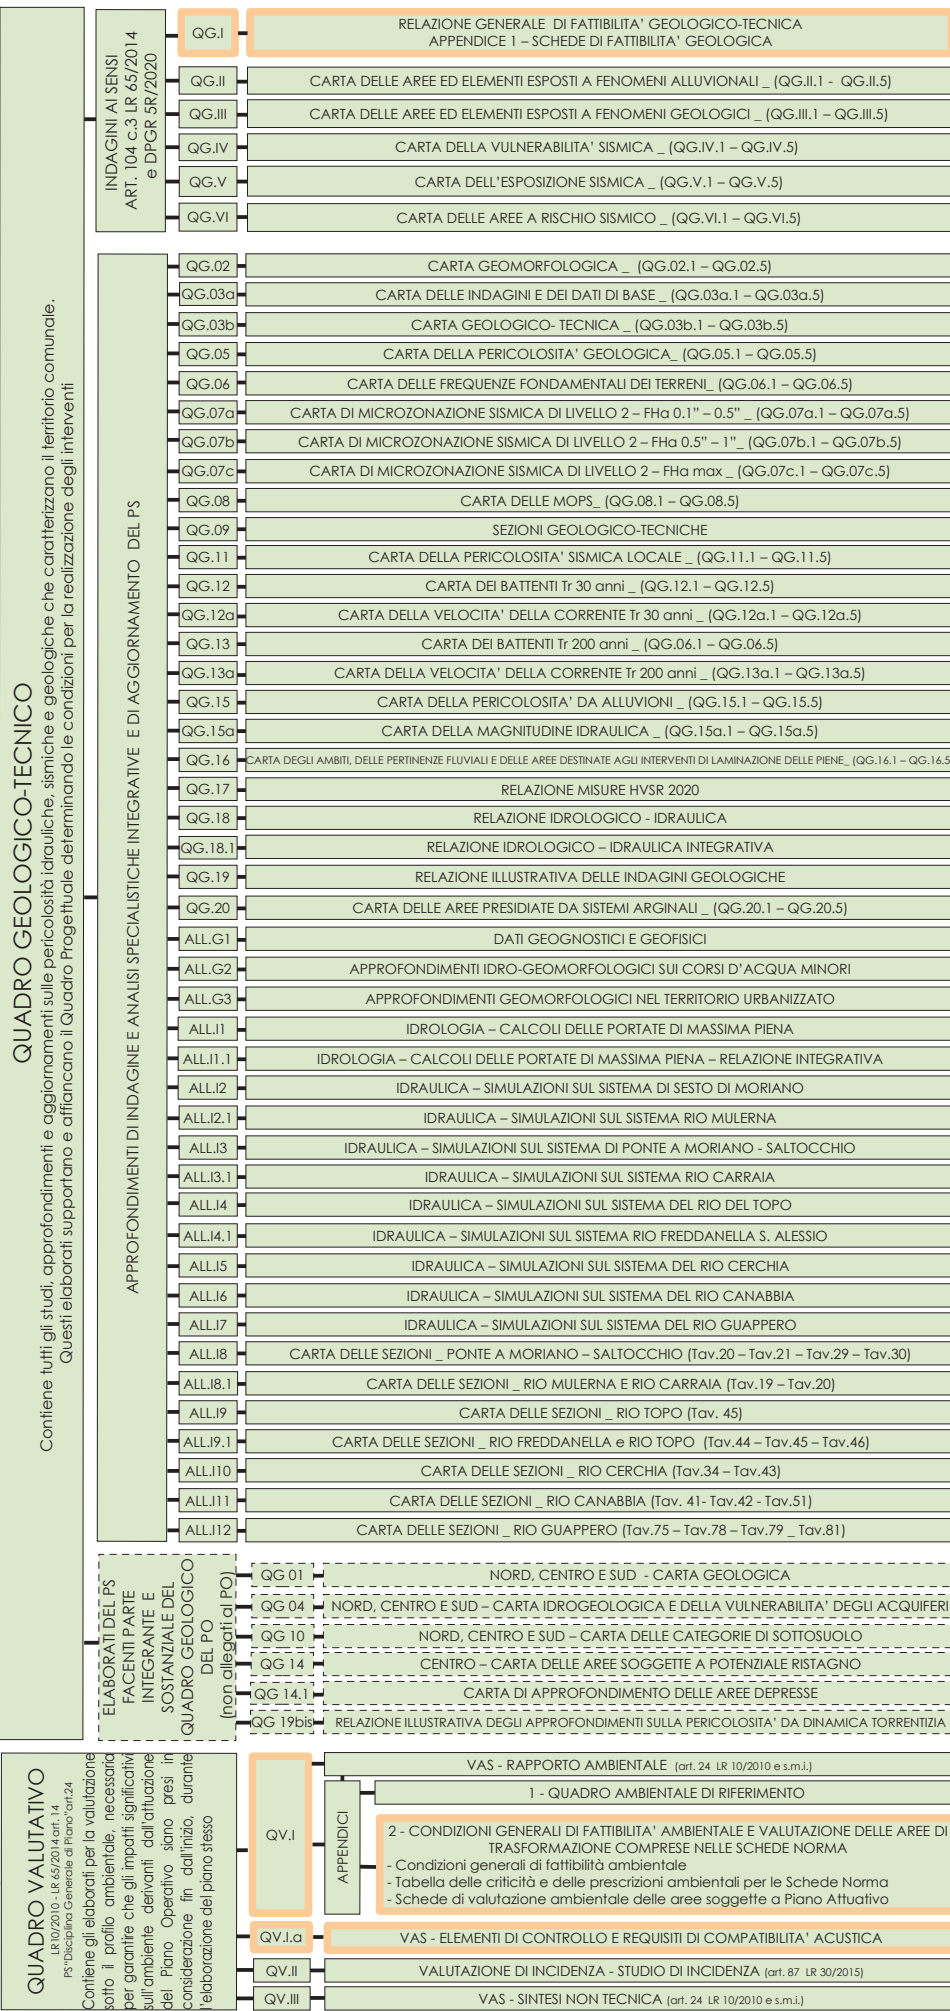 QUADRO GEOLOGICO-TECNICO
Contiene tutti gli studi, approfondimenti e aggiornamenti sulle pericolosità idrauliche, sismiche e geologiche che caratterizzano il territorio comunale.
Questi elaborati supportano e affiancano il Quadro Progettuale determinando le condizioni per la realizzazione degli interventi
INDAGINI AI SENSI
ART. 104 c.3 LR 65/2014
e DPGR 5R/2020
QG.I
RELAZIONE GENERALE DI FATTIBILITA' GEOLOGICO-TECNICA
APPENDICE 1 – SCHEDE DI FATTIBILITA' GEOLOGICA
QG.II CARTA DELLE AREE ED ELEMENTI ESPOSTI A FENOMENI ALLUVIONALI _ (QG.II.1 - QG.II.5)
QG.III CARTA DELLE AREE ED ELEMENTI ESPOSTI A FENOMENI GEOLOGICI _ (QG.III.1 – QG.III.5)
QG.IV CARTA DELLA VULNERABILITA' SISMICA _ (QG.IV.1 – QG.IV.5)
QG.V CARTA DELL'ESPOSIZIONE SISMICA _ (QG.V.1 – QG.V.5)
QG.VI CARTA DELLE AREE A RISCHIO SISMICO _ (QG.VI.1 – QG.VI.5)
APPROFONDIMENTI DI INDAGINE E ANALISI SPECIALISTICHE INTEGRATIVE E DI AGGIORNAMENTO DEL PS
QG.02 CARTA GEOMORFOLOGICA _ (QG.02.1 – QG.02.5)
QG.03a CARTA DELLE INDAGINI E DEI DATI DI BASE _ (QG.03a.1 – QG.03a.5)
QG.03b CARTA GEOLOGICO- TECNICA _ (QG.03b.1 – QG.03b.5)
QG.05 CARTA DELLA PERICOLOSITA' GEOLOGICA_ (QG.05.1 – QG.05.5)
QG.06 CARTA DELLE FREQUENZE FONDAMENTALI DEI TERRENI_ (QG.06.1 – QG.06.5)
QG.07a CARTA DI MICROZONAZIONE SISMICA DI LIVELLO 2 – FHa 0.1" – 0.5" _ (QG.07a.1 – QG.07a.5)
QG.07b CARTA DI MICROZONAZIONE SISMICA DI LIVELLO 2 – FHa 0.5" – 1"_ (QG.07b.1 – QG.07b.5)
QG.07c CARTA DI MICROZONAZIONE SISMICA DI LIVELLO 2 – FHa max _ (QG.07c.1 – QG.07c.5)
QG.08 CARTA DELLE MOPS_ (QG.08.1 – QG.08.5)
QG.09 SEZIONI GEOLOGICO-TECNICHE
QG.11 CARTA DELLA PERICOLOSITA' SISMICA LOCALE _ (QG.11.1 – QG.11.5)
QG.12 CARTA DEI BATTENTI Tr 30 anni _ (QG.12.1 – QG.12.5)
QG.12a CARTA DELLA VELOCITA' DELLA CORRENTE Tr 30 anni _ (QG.12a.1 – QG.12a.5)
QG.13 CARTA DEI BATTENTI Tr 200 anni _ (QG.06.1 – QG.06.5)
QG.13a CARTA DELLA VELOCITA' DELLA CORRENTE Tr 200 anni _ (QG.13a.1 – QG.13a.5)
QG.15 CARTA DELLA PERICOLOSITA' DA ALLUVIONI _ (QG.15.1 – QG.15.5)
QG.15a CARTA DELLA MAGNITUDINE IDRAULICA _ (QG.15a.1 – QG.15a.5)
QG.16 CARTA DEGLI AMBITI, DELLE PERTINENZE FLUVIALI E DELLE AREE DESTINATE AGLI INTERVENTI DI LAMINAZIONE DELLE PIENE_ (QG.16.1 – QG.16.5
QG.17 RELAZIONE MISURE HVSR 2020
QG.18 RELAZIONE IDROLOGICO - IDRAULICA
QG.18.1 RELAZIONE IDROLOGICO – IDRAULICA INTEGRATIVA
QG.19 RELAZIONE ILLUSTRATIVA DELLE INDAGINI GEOLOGICHE
QG.20 CARTA DELLE AREE PRESIDIATE DA SISTEMI ARGINALI _ (QG.20.1 – QG.20.5)
ALL.G1 DATI GEOGNOSTICI E GEOFISICI
ALL.G2 APPROFONDIMENTI IDRO-GEOMORFOLOGICI SUI CORSI D'ACQUA MINORI
ALL.G3 APPROFONDIMENTI GEOMORFOLOGICI NEL TERRITORIO URBANIZZATO
ALL.I1 IDROLOGIA – CALCOLI DELLE PORTATE DI MASSIMA PIENA
ALL.I1.1 IDROLOGIA – CALCOLI DELLE PORTATE DI MASSIMA PIENA – RELAZIONE INTEGRATIVA
ALL.I2 IDRAULICA – SIMULAZIONI SUL SISTEMA DI SESTO DI MORIANO
ALL.I2.1 IDRAULICA – SIMULAZIONI SUL SISTEMA RIO MULERNA
ALL.I3 IDRAULICA – SIMULAZIONI SUL SISTEMA DI PONTE A MORIANO - SALTOCCHIO
ALL.I3.1 IDRAULICA – SIMULAZIONI SUL SISTEMA RIO CARRAIA
ALL.I4 IDRAULICA – SIMULAZIONI SUL SISTEMA DEL RIO DEL TOPO
ALL.I4.1 IDRAULICA – SIMULAZIONI SUL SISTEMA RIO FREDDANELLA S. ALESSIO
ALL.I5 IDRAULICA – SIMULAZIONI SUL SISTEMA DEL RIO CERCHIA
ALL.I6 IDRAULICA – SIMULAZIONI SUL SISTEMA DEL RIO CANABBIA
ALL.I7 IDRAULICA – SIMULAZIONI SUL SISTEMA DEL RIO GUAPPERO
ALL.I8 CARTA DELLE SEZIONI _ PONTE A MORIANO – SALTOCCHIO (Tav.20 – Tav.21 – Tav.29 – Tav.30)
ALL.I8.1 CARTA DELLE SEZIONI _ RIO MULERNA E RIO CARRAIA (Tav.19 – Tav.20)
ALL.I9 CARTA DELLE SEZIONI _ RIO TOPO (Tav. 45)
ALL.I9.1 CARTA DELLE SEZIONI _ RIO FREDDANELLA e RIO TOPO (Tav.44 – Tav.45 – Tav.46)
ALL.I10 CARTA DELLE SEZIONI _ RIO CERCHIA (Tav.34 – Tav.43)
ALL.I11 CARTA DELLE SEZIONI _ RIO CANABBIA (Tav. 41- Tav.42 - Tav.51)
ALL.I12 CARTA DELLE SEZIONI _ RIO GUAPPERO (Tav.75 – Tav.78 – Tav.79 _ Tav.81)
ELABORATI DEL PS
FACENTI PARTE
INTEGRANTE E
SOSTANZIALE DEL
QUADRO GEOLOGICO
DEL PO
(non allegati al PO)
QG 01 NORD, CENTRO E SUD - CARTA GEOLOGICA
QG 04 NORD, CENTRO E SUD – CARTA IDROGEOLOGICA E DELLA VULNERABILITA' DEGLI ACQUIFERI
QG 10 NORD, CENTRO E SUD – CARTA DELLE CATEGORIE DI SOTTOSUOLO
QG 14 CENTRO – CARTA DELLE AREE SOGGETTE A POTENZIALE RISTAGNO
QG 14.1 CARTA DI APPROFONDIMENTO DELLE AREE DEPRESSE
QG 19bis RELAZIONE ILLUSTRATIVA DEGLI APPROFONDIMENTI SULLA PERICOLOSITA' DA DINAMICA TORRENTIZIA
QUADRO VALUTATIVO
LR10/2010 - LR 65/2014 art. 14
PS "Disciplina Generale di Piano" art.24
Contiene gli elaborati per la valutazione
sotto il profilo ambientale, necessaria
per garantire che gli impatti significativi
sull'ambiente derivanti dall'attuazione
del Piano Operativo siano presi in
considerazione fin dall'inizio, durante
l'elaborazione del piano stesso
QV.I
VAS - RAPPORTO AMBIENTALE (art. 24 LR 10/2010 e s.m.i.)
APPENDICI
1 - QUADRO AMBIENTALE DI RIFERIMENTO
2 - CONDIZIONI GENERALI DI FATTIBILITA' AMBIENTALE E VALUTAZIONE DELLE AREE DI
TRASFORMAZIONE COMPRESE NELLE SCHEDE NORMA
- Condizioni generali di fattibilità ambientale
- Tabella delle criticità e delle prescrizioni ambientali per le Schede Norma
- Schede di valutazione ambientale delle aree soggette a Piano Attuativo
QV.I.a VAS - ELEMENTI DI CONTROLLO E REQUISITI DI COMPATIBILITA' ACUSTICA
QV.II VALUTAZIONE DI INCIDENZA - STUDIO DI INCIDENZA (art. 87 LR 30/2015)
QV.III VAS - SINTESI NON TECNICA (art. 24 LR 10/2010 e s.m.i.)